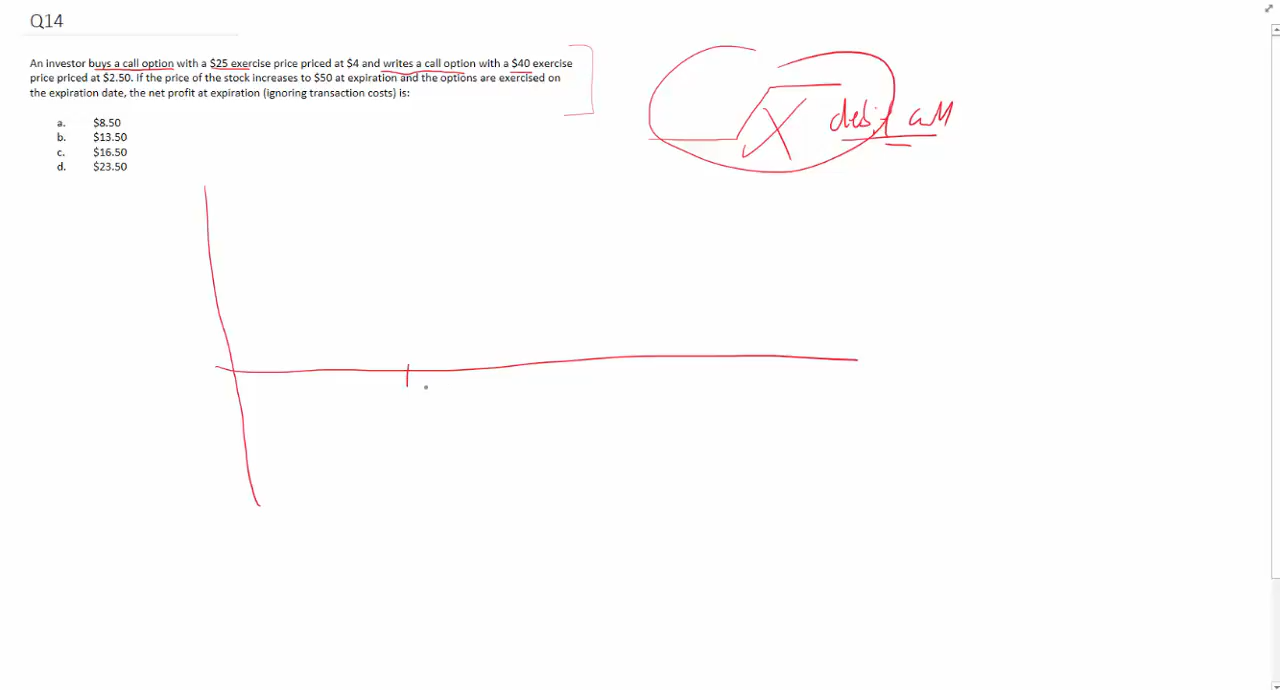 Q14
An investor buys a call option with a $25 exercise price priced at $4 and writes a call option with a $40 exercise
price priced at $2.50. If the price of the stock increases to $50 at expiration and the options are exercised on
the expiration date, the net profit at expiration (ignoring transaction costs) is:
a. $8.50
b. $13.50
c. $16.50
d. $23.50
debit call